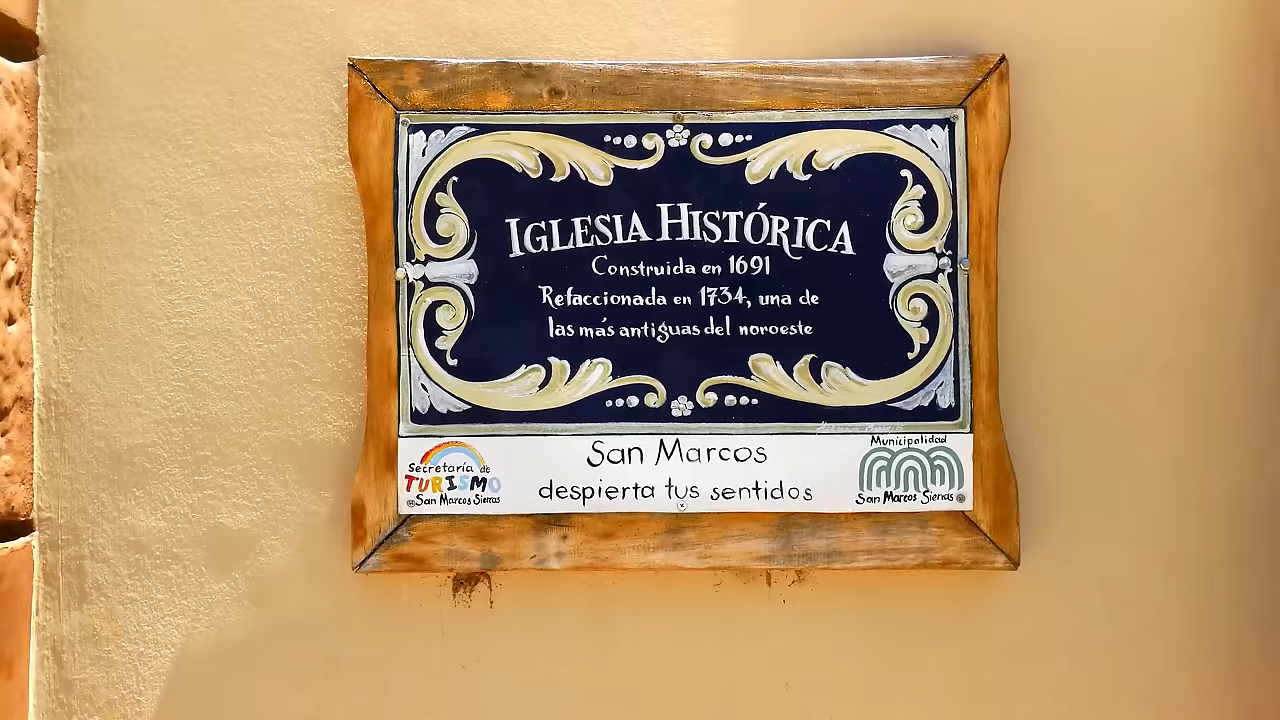 IGLESIA HISTÓRICA
Construida en 1691
Refaccionada en 1734, una de
las más antiguas del noroeste
San Marcos
despierta tus sentidos
Secretaría de
TURISMO
San Marcos Sierras
Municipalidad
San Marcos Sierras